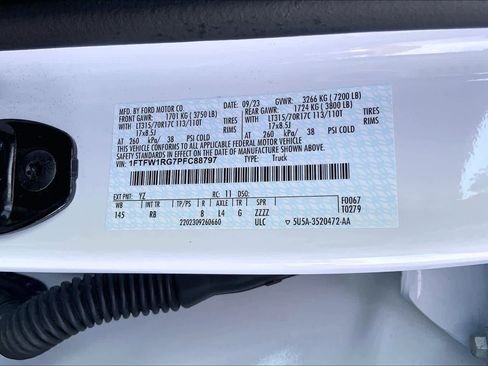 MFD. BY FORD MOTOR CO. 09/23 GVWR: 3266 KG ( 7200 LB)
FRONT GAWR: 1701 KG ( 3750 LB) REAR GAWR: 1724 KG ( 3800 LB)
WITH LT315/70R17C 113/110T TIRES WITH LT315/70R17C 113/110T TIRES
17x8.5J RIMS 17x8.5J RIMS
AT 260 kPa/ 38 PSI COLD AT 260 kPa/ 38 PSI COLD
THIS VEHICLE CONFORMS TO ALL APPLICABLE FEDERAL MOTOR VEHICLE
SAFETY STANDARDS IN EFFECT ON THE DATE OF MANUFACTURE SHOWN ABOVE.
VIN: 1FTFW1RG7PFC88797 TYPE: Truck
EXT PNT: YZ RC: 11 DSO: F0067
WB INT TR TP/PS R AXLE TR SPR T0279
145 RB B L4 G ZZZZ
2202309260660 ULC 5U5A-3520472-AA